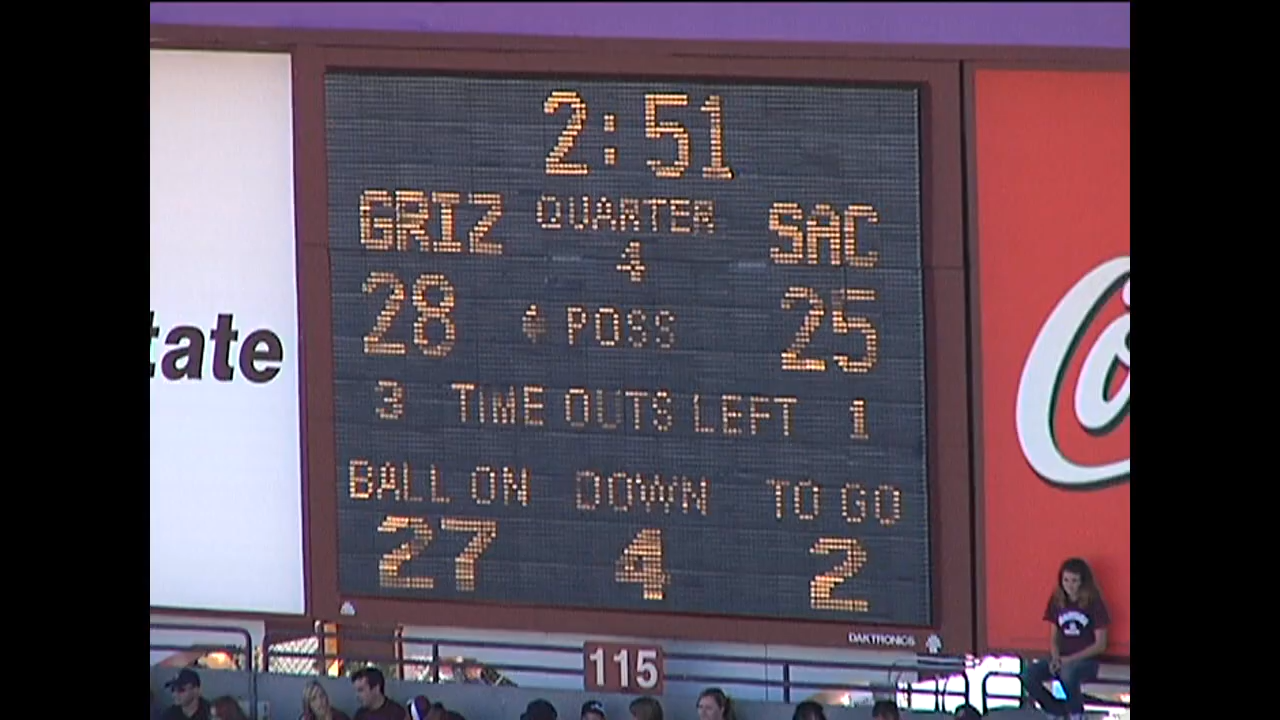 2:51
GRIZ QUARTER SAC
4
28 POSS 25
3 TIME OUTS LEFT 1
BALL ON DOWN TO GO
27 4 2
tate
DAKTRONICS
115